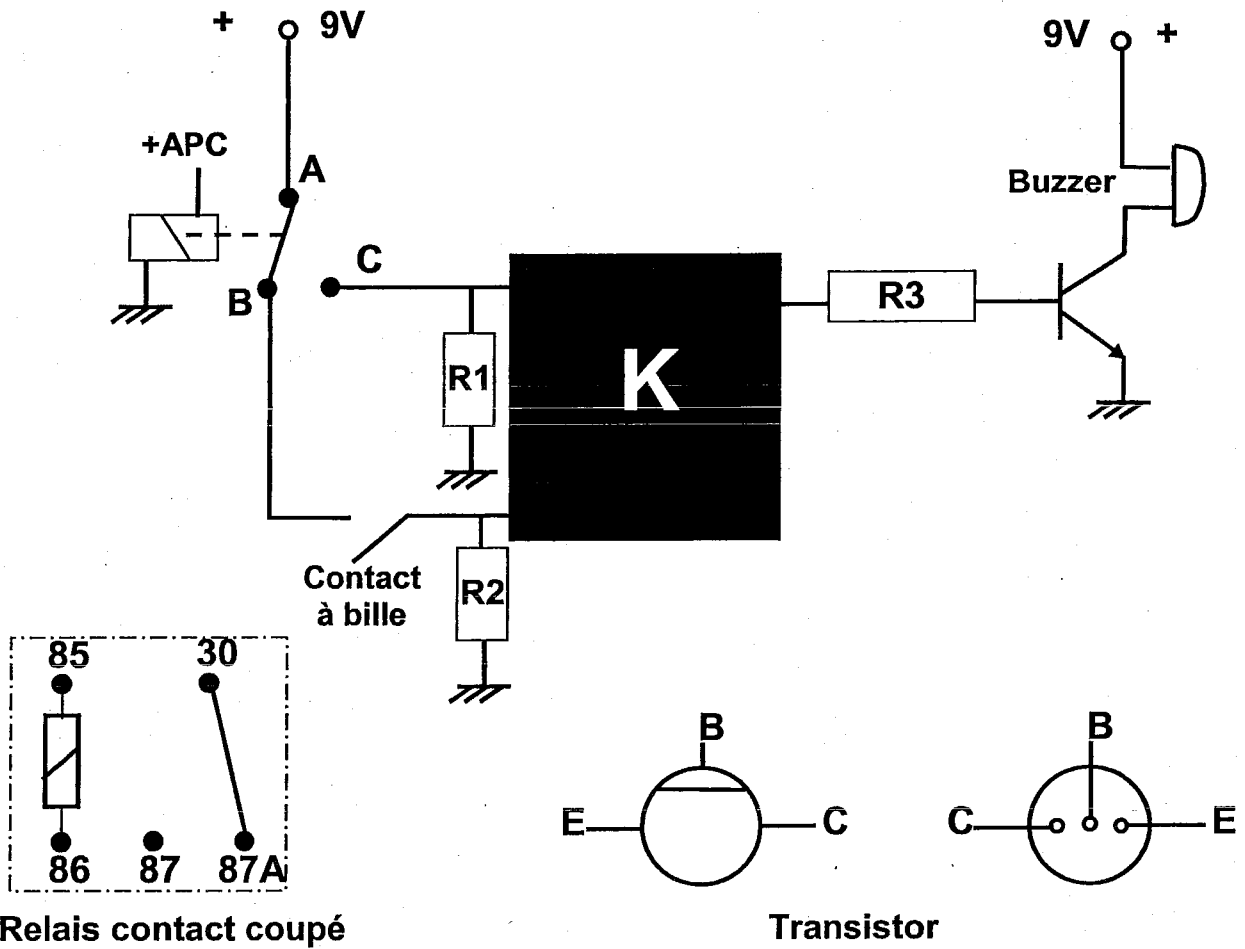 + 9V
9V +
+APC
A
Buzzer
C
B
R3
K
R1
Contact
à bille
R2
85 30
86 87 87A
Relais contact coupé
B
E C
B
C E
Transistor